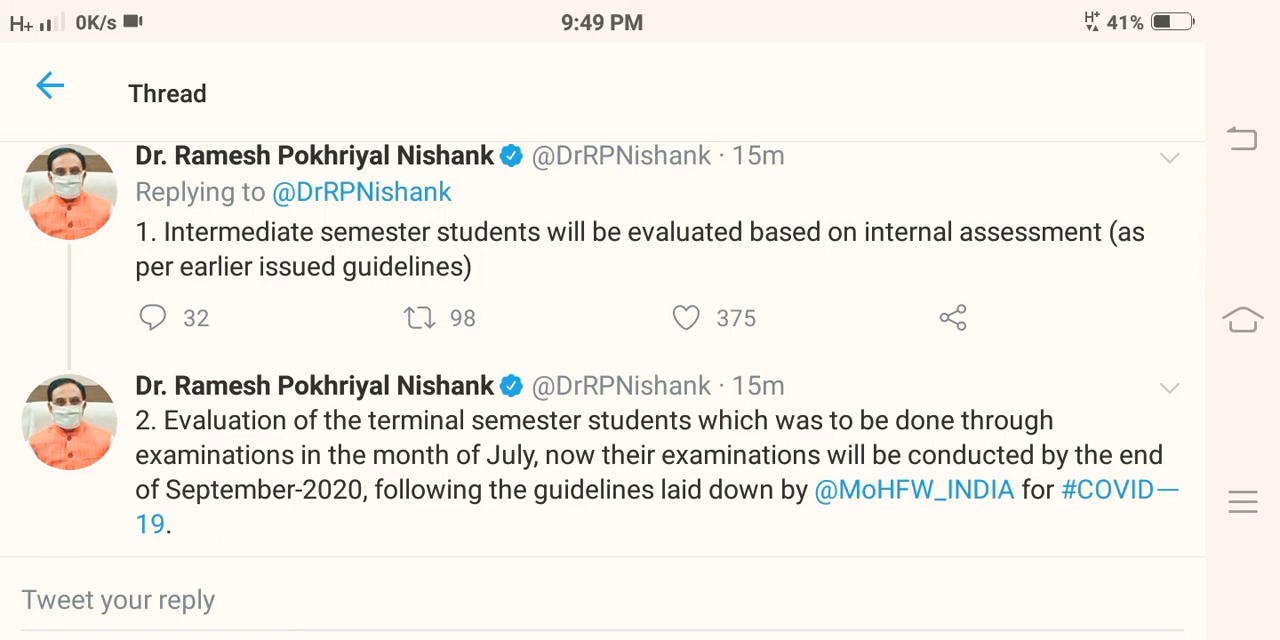 H+ 0K/s 9:49 PM H+ 41%
Thread
Dr. Ramesh Pokhriyal Nishank @DrRPNishank · 15m
Replying to @DrRPNishank
1. Intermediate semester students will be evaluated based on internal assessment (as
per earlier issued guidelines)
32 98 375
Dr. Ramesh Pokhriyal Nishank @DrRPNishank · 15m
2. Evaluation of the terminal semester students which was to be done through
examinations in the month of July, now their examinations will be conducted by the end
of September-2020, following the guidelines laid down by @MoHFW_INDIA for #COVID—
19.
Tweet your reply